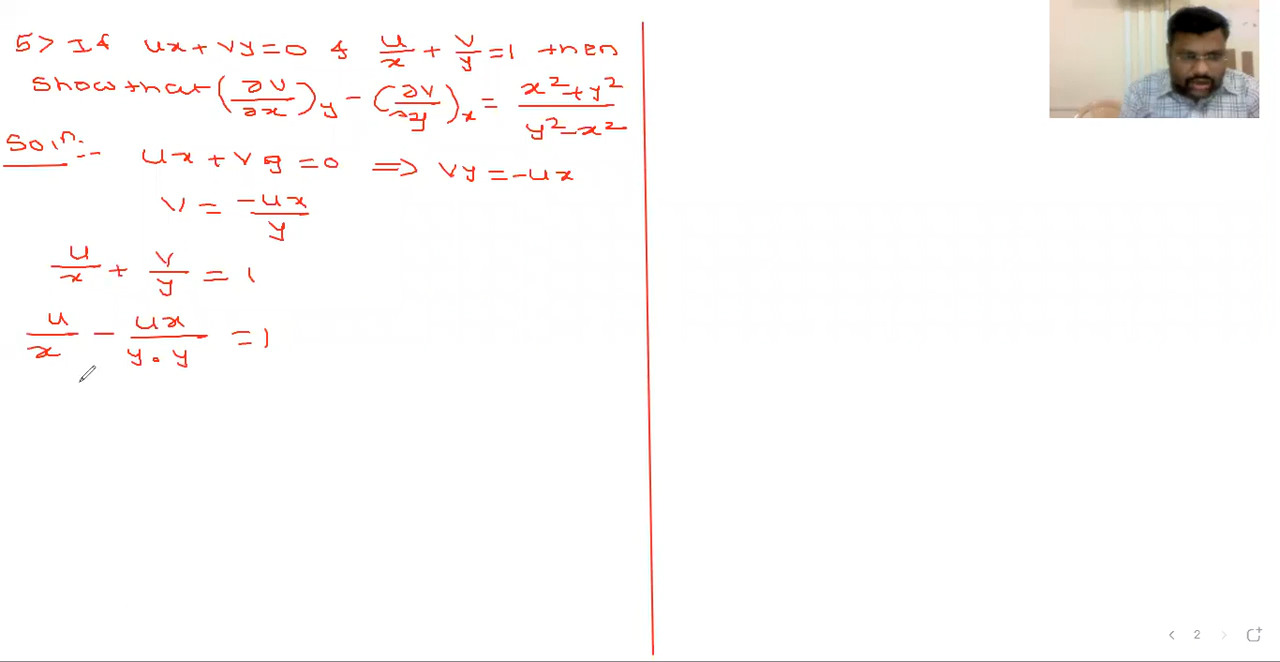 5> If ux + vy = 0 & u/x + v/y = 1 then
show that (∂v/∂x)y − (∂v/∂y)x = x²+y² / y²−x²
Soln:- ux + vy = 0 ⇒ vy = −ux
v = −ux/y
u/x + v/y = 1
u/x − ux/y·y = 1
2